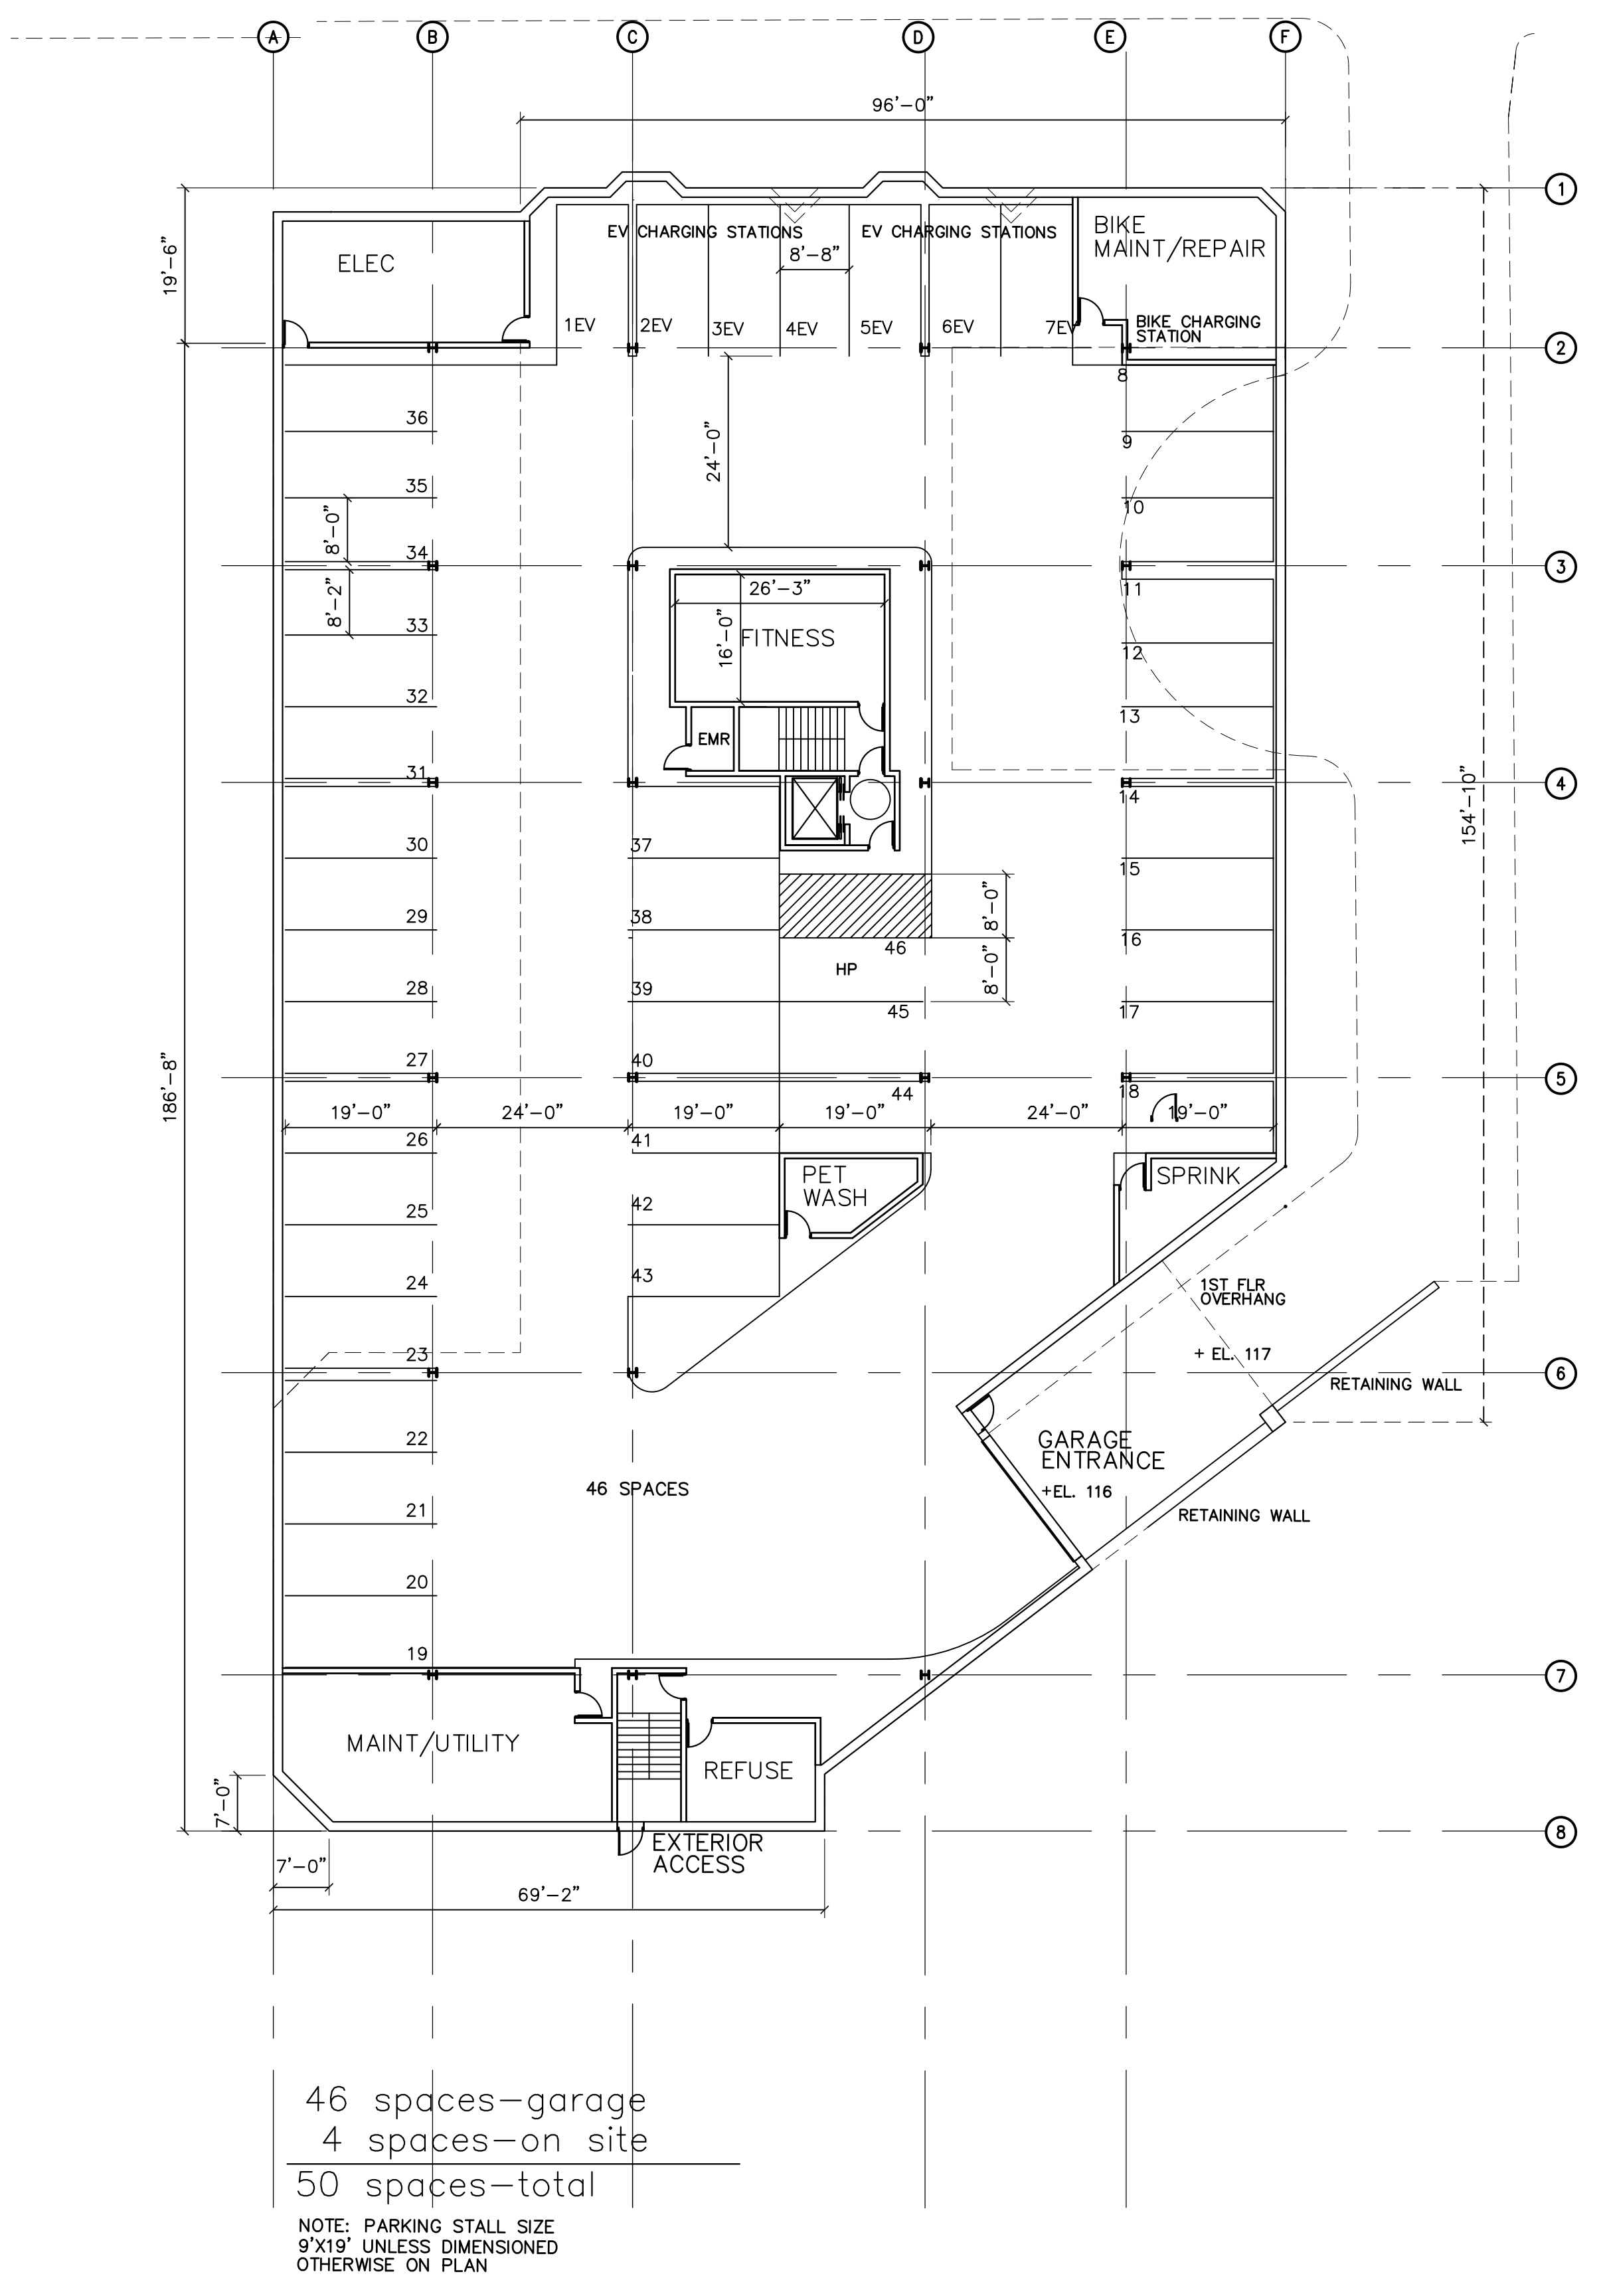 A B C D E F
96'-0"
1
19'-6"
ELEC
EV CHARGING STATIONS
EV CHARGING STATIONS
8'-8"
BIKE
MAINT/REPAIR
1EV 2EV 3EV 4EV 5EV 6EV 7EV
BIKE CHARGING
STATION
2
8
36
9
24'-0"
35
10
8'-0"
34
3
8'-2"
11
26'-3"
33
16'-0"
FITNESS
12
32
13
EMR
31
4
14
154'-10"
30
37
15
29
38
8'-0"
16
46
HP
8'-0"
28
39
17
45
186'-8"
27
40
5
44
18
19'-0" 24'-0" 19'-0" 19'-0" 24'-0" 19'-0"
26
41
PET
WASH
SPRINK
25
42
24
43
1ST FLR
OVERHANG
23
+ EL. 117
6
RETAINING WALL
22
GARAGE
ENTRANCE
46 SPACES
+EL. 116
21
RETAINING WALL
20
19
7
MAINT/UTILITY
REFUSE
7'-0"
8
EXTERIOR
ACCESS
7'-0"
69'-2"
46 spaces-garage
4 spaces-on site
50 spaces-total
NOTE: PARKING STALL SIZE
9'X19' UNLESS DIMENSIONED
OTHERWISE ON PLAN